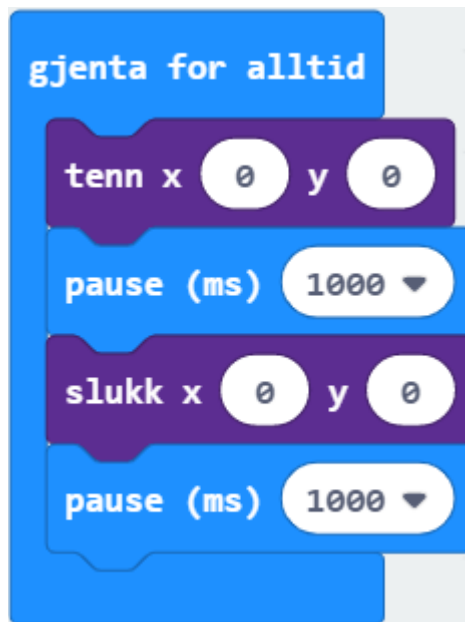 gjenta for alltid
tenn x 0 y 0
pause (ms) 1000
slukk x 0 y 0
pause (ms) 1000